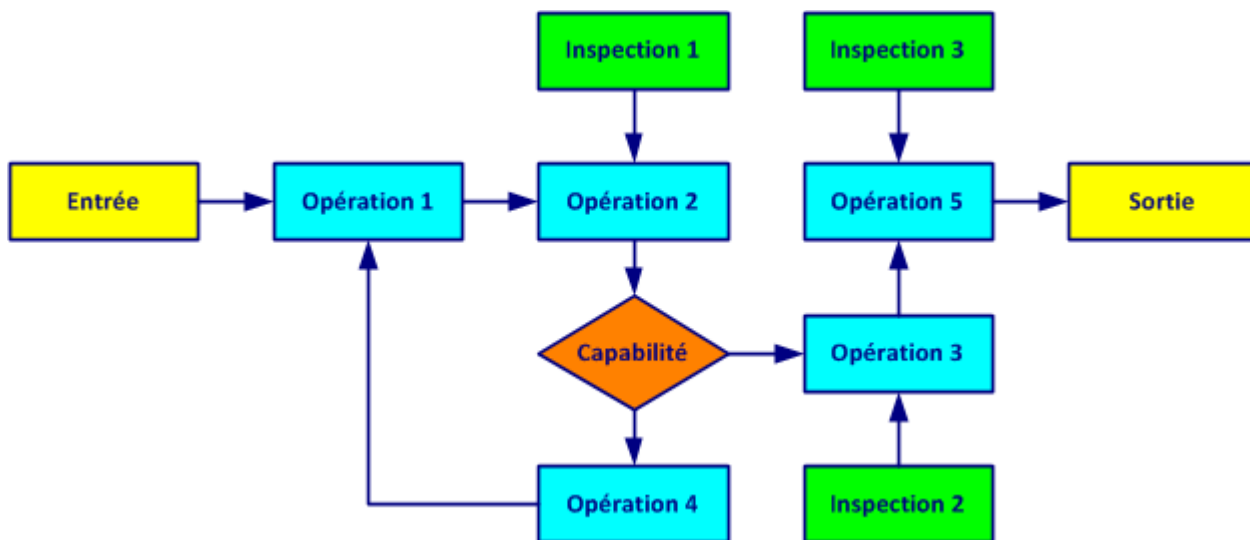 Inspection 1
Inspection 3
Entrée
Opération 1
Opération 2
Opération 5
Sortie
Capabilité
Opération 3
Opération 4
Inspection 2